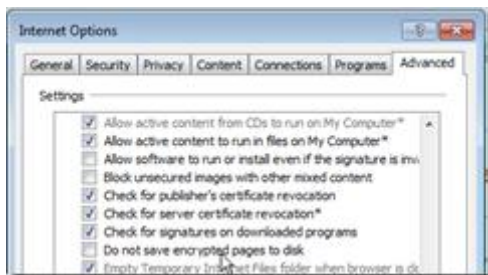 Internet Options
General Security Privacy Content Connections Programs Advanced
Settings
Allow active content from CDs to run on My Computer*
Allow active content to run in files on My Computer*
Allow software to run or install even if the signature is inv
Block unsecured images with other mixed content
Check for publisher's certificate revocation
Check for server certificate revocation*
Check for signatures on downloaded programs
Do not save encrypted pages to disk
Empty Temporary Internet Files folder when browser is